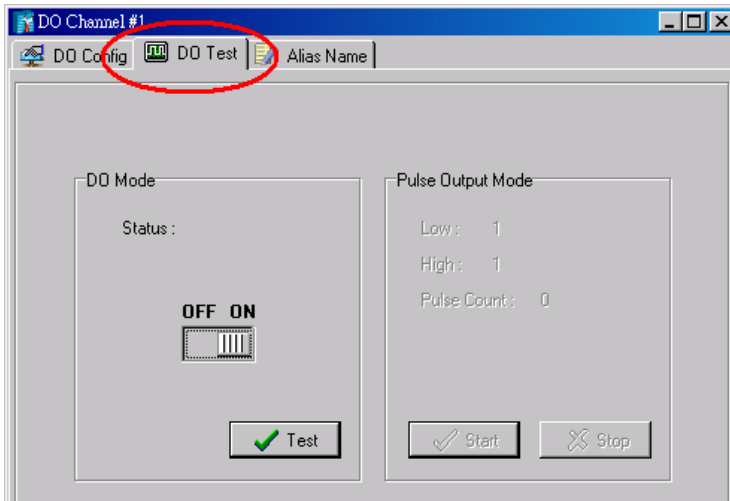 DO Channel #1
DO Config DO Test Alias Name
DO Mode
Status :
OFF ON
Test
Pulse Output Mode
Low : 1
High : 1
Pulse Count : 0
Start Stop